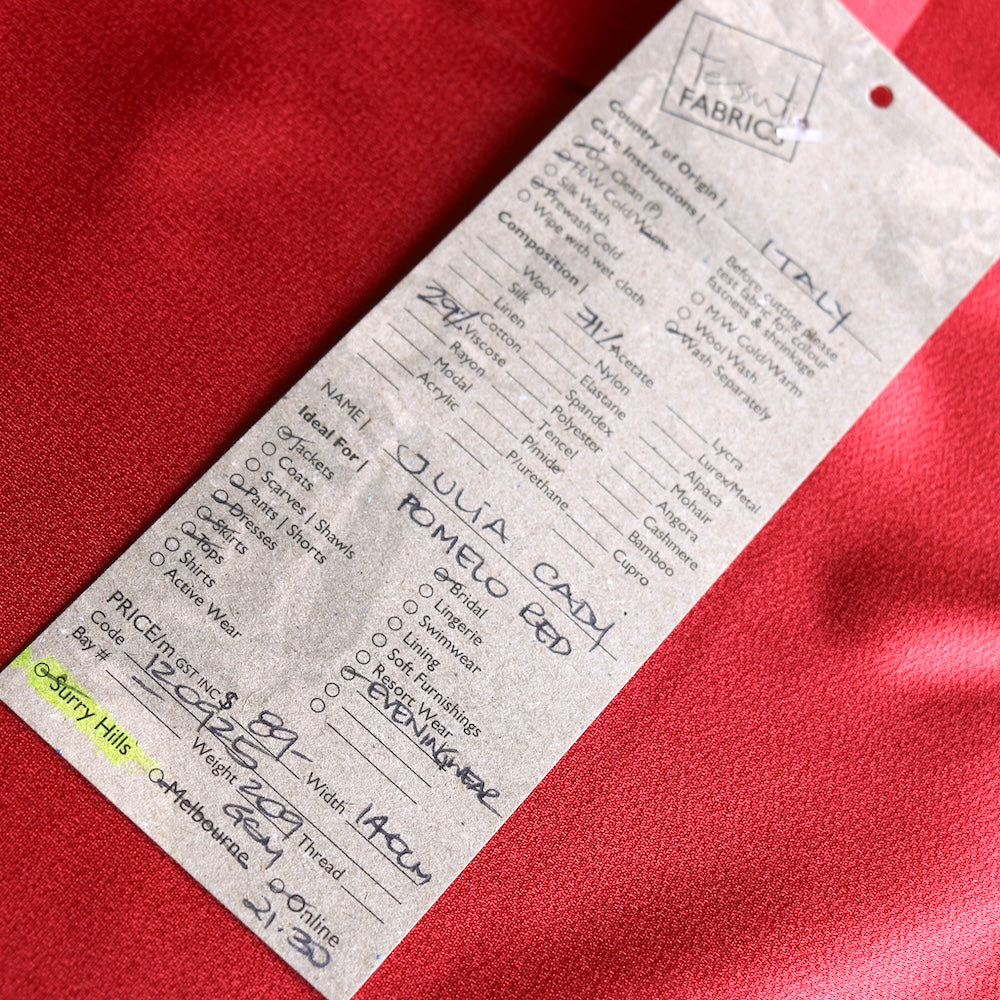 Tessuti
FABRICS
Country of Origin | ITALY
Care Instructions |
Dry Clean (P)
H/W Cold/Warm
Silk Wash
Prewash Cold
Wipe with wet cloth
Before cutting please
test fabric for colour
fastness & shrinkage
M/W Cold/Warm
Wool Wash
Wash Separately
Composition |
Wool
Silk
Linen
Cotton
29% Viscose
Rayon
Modal
Acrylic
Acetate
Nylon
Elastane
Spandex
Polyester
Tencel
P/mide
P/urethane
Lycra
Lurex/Metal
Mohair
Alpaca
Angora
Cashmere
Bamboo
Cupro
NAME | JULIA CADY
POMELO RED
Ideal For |
Jackets
Coats
Scarves | Shawls
Pants | Shorts
Dresses
Skirts
Tops
Shirts
Active Wear
Bridal
Lingerie
Swimwear
Lining
Soft Furnishings
Resort Wear
EVENINGWEAR
PRICE/m GST INC $ 89- Width 140cm
Code 120925 Weight 209 GSM Thread
Bay #
Surry Hills Melbourne Online
21.30